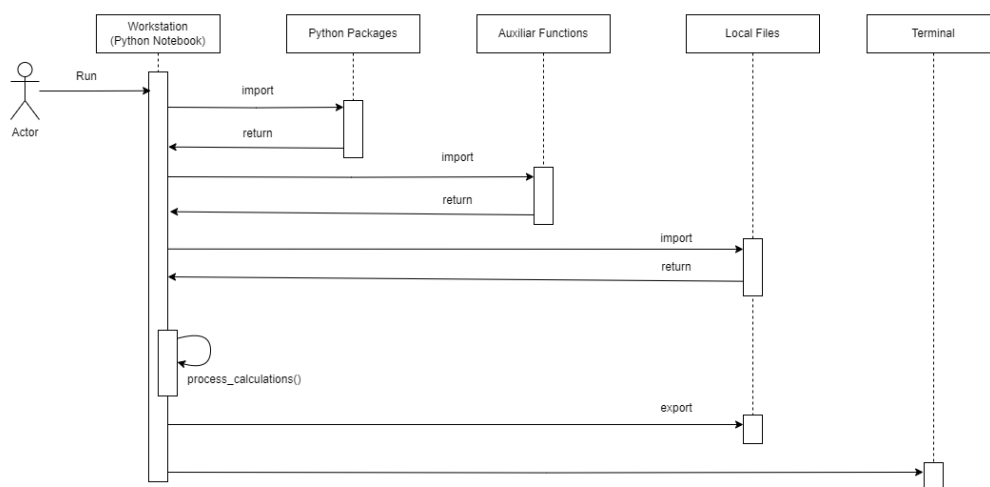 Workstation
(Python Notebook)
Python Packages
Auxiliar Functions
Local Files
Terminal
Run
Actor
import
return
import
return
import
return
process_calculations()
export